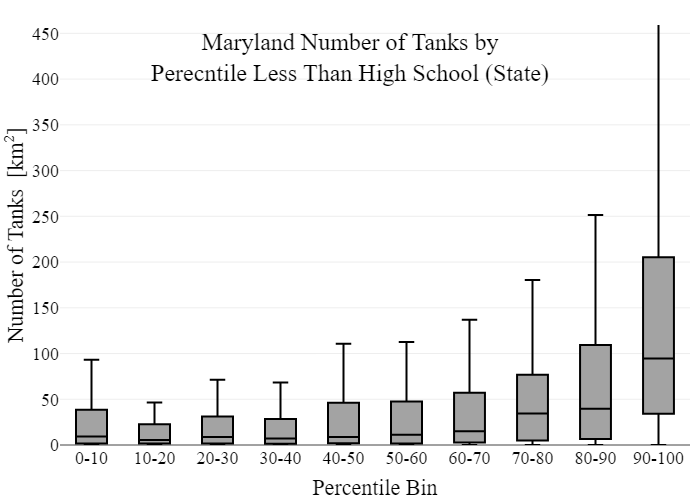 Maryland Number of Tanks by
Perecntile Less Than High School (State)
Number of Tanks [km²]
450
400
350
300
250
200
150
100
50
0
0-10 10-20 20-30 30-40 40-50 50-60 60-70 70-80 80-90 90-100
Percentile Bin